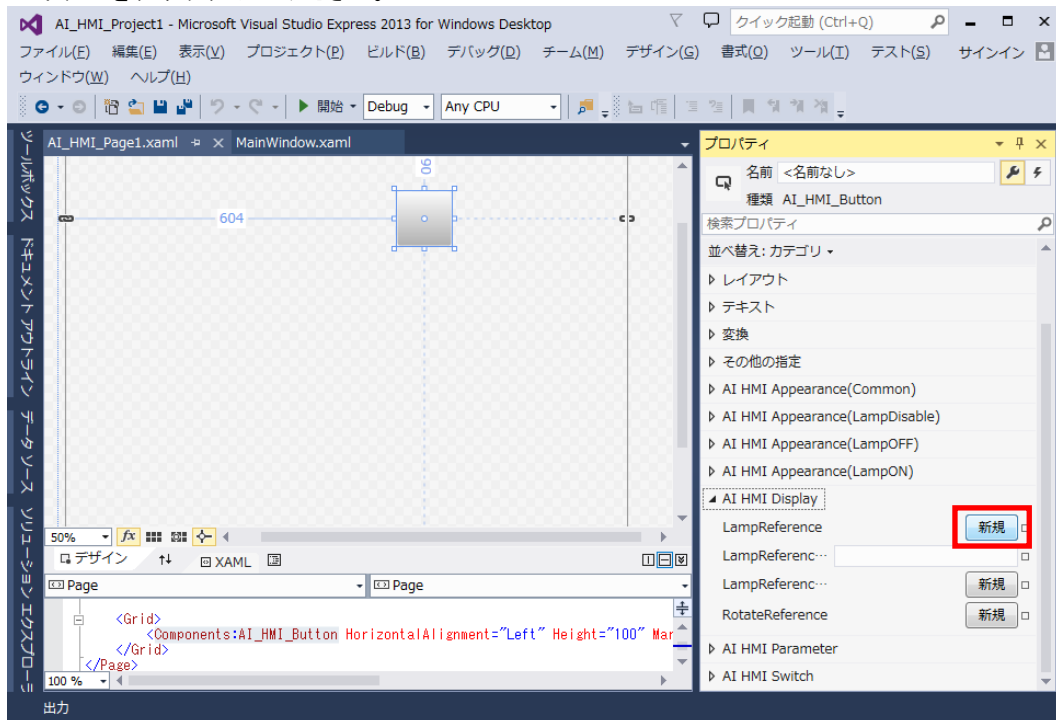 AI_HMI_Project1 - Microsoft Visual Studio Express 2013 for Windows Desktop
クイック起動 (Ctrl+Q)
ファイル(F) 編集(E) 表示(V) プロジェクト(P) ビルド(B) デバッグ(D) チーム(M) デザイン(G) 書式(O) ツール(T) テスト(S) サインイン
ウィンドウ(W) ヘルプ(H)
開始 Debug Any CPU
ツールボックス
ドキュメント アウトライン
データ ソース
ソリューション エクスプローラ
AI_HMI_Page1.xaml MainWindow.xaml
90
604
50%
デザイン XAML
Page Page
<Grid>
<Components:AI_HMI_Button HorizontalAlignment="Left" Height="100" Mar
</Grid>
</Page>
100 %
プロパティ
名前 <名前なし>
種類 AI_HMI_Button
検索プロパティ
並べ替え: カテゴリ
レイアウト
テキスト
変換
その他の指定
AI HMI Appearance(Common)
AI HMI Appearance(LampDisable)
AI HMI Appearance(LampOFF)
AI HMI Appearance(LampON)
AI HMI Display
LampReference 新規
LampReferenc…
LampReferenc… 新規
RotateReference 新規
AI HMI Parameter
AI HMI Switch
出力